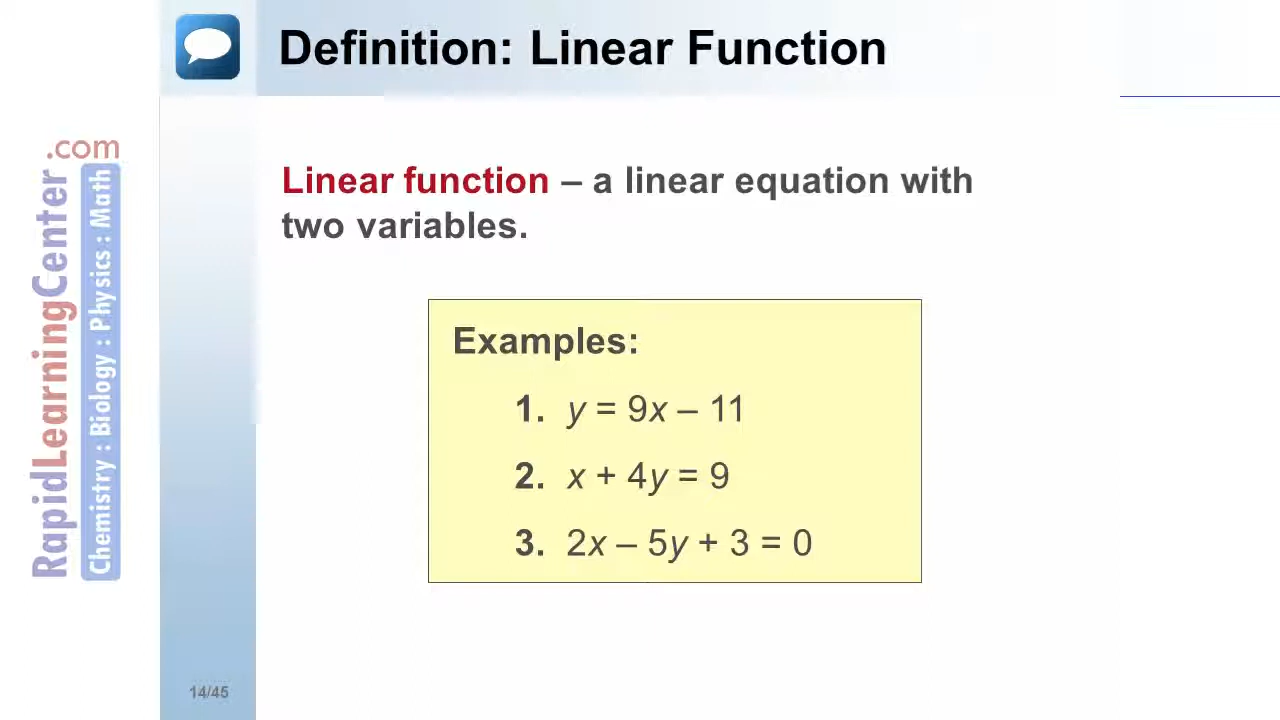 Definition: Linear Function
.com
RapidLearningCenter
Chemistry : Biology : Physics : Math
Linear function – a linear equation with
two variables.
Examples:
1. y = 9x – 11
2. x + 4y = 9
3. 2x – 5y + 3 = 0
14/45